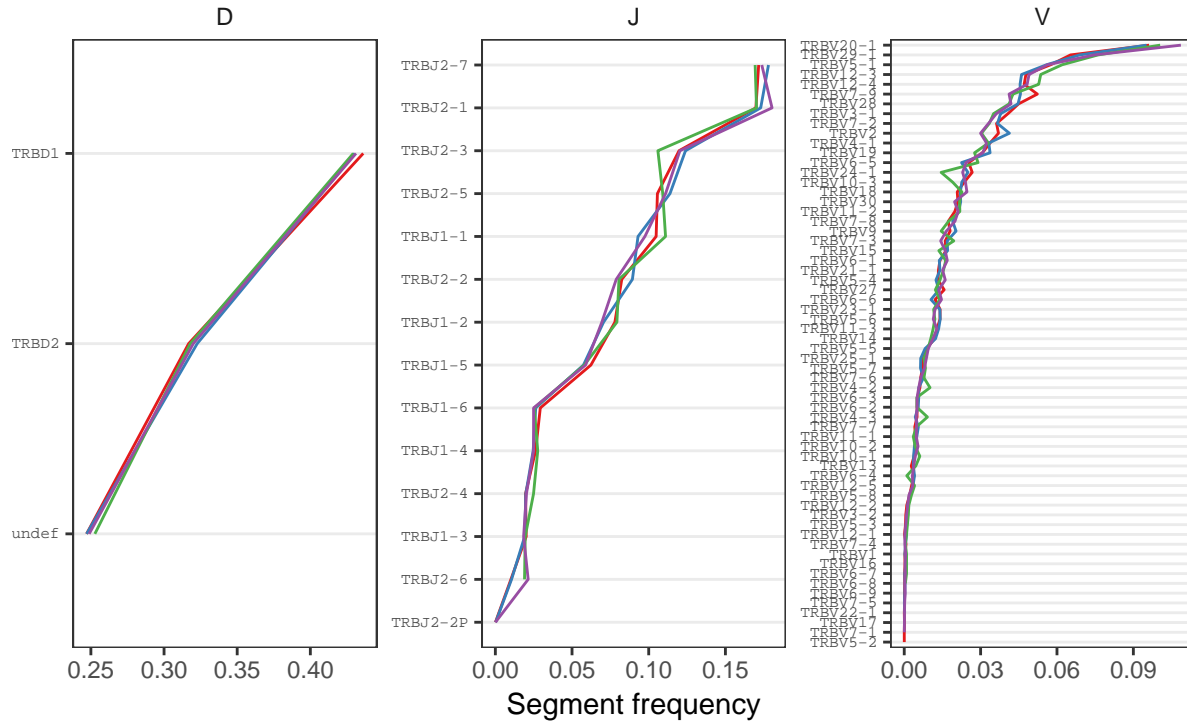 D
J
V
TRBD1
TRBD2
undef
0.25
0.30
0.35
0.40
TRBJ2-7
TRBJ2-1
TRBJ2-3
TRBJ2-5
TRBJ1-1
TRBJ2-2
TRBJ1-2
TRBJ1-5
TRBJ1-6
TRBJ1-4
TRBJ2-4
TRBJ1-3
TRBJ2-6
TRBJ2-2P
0.00
0.05
0.10
0.15
TRBV20-1
TRBV29-1
TRBV5-1
TRBV12-3
TRBV12-4
TRBV7-9
TRBV28
TRBV3-1
TRBV7-2
TRBV2
TRBV4-1
TRBV19
TRBV6-5
TRBV24-1
TRBV10-3
TRBV18
TRBV30
TRBV11-2
TRBV7-8
TRBV9
TRBV7-3
TRBV15
TRBV6-1
TRBV21-1
TRBV5-4
TRBV27
TRBV6-6
TRBV23-1
TRBV5-6
TRBV11-3
TRBV14
TRBV5-5
TRBV25-1
TRBV5-7
TRBV7-6
TRBV4-2
TRBV6-3
TRBV6-2
TRBV4-3
TRBV7-7
TRBV11-1
TRBV10-2
TRBV10-1
TRBV13
TRBV6-4
TRBV12-5
TRBV5-8
TRBV12-2
TRBV3-2
TRBV5-3
TRBV12-1
TRBV7-4
TRBV1
TRBV16
TRBV6-7
TRBV6-8
TRBV6-9
TRBV7-5
TRBV22-1
TRBV17
TRBV7-1
TRBV5-2
0.00
0.03
0.06
0.09
Segment frequency